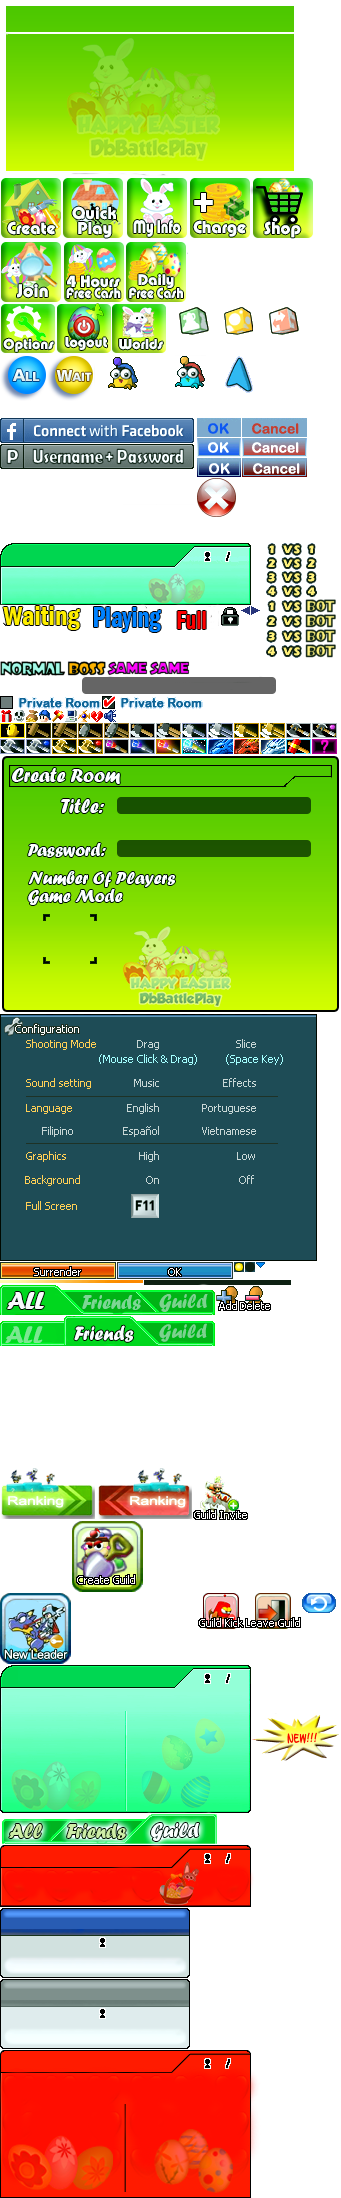 HAPPY EASTER
DbBattlePlay
Create
Quick Play
My Info
+ Charge
Shop
Join
4 Hours Free Cash
Daily Free Cash
Options
Logout
Worlds
ALL
WAIT
f Connect with Facebook
OK Cancel
P Username + Password
OK Cancel
OK Cancel
1 VS 1
2 VS 2
3 VS 3
4 VS 4
1 VS BOT
2 VS BOT
3 VS BOT
4 VS BOT
/
Waiting Playing Full
NORMAL BOSS SAME SAME
Private Room Private Room
?
Create Room
Title:
Password:
Number Of Players
Game Mode
HAPPY EASTER
DbBattlePlay
Configuration
Shooting Mode Drag Slice
(Mouse Click & Drag) (Space Key)
Sound setting Music Effects
Language English Portuguese
Filipino Español Vietnamese
Graphics High Low
Background On Off
Full Screen F11
Surrender OK
ALL Friends Guild
Add Delete
All Friends Guild
Ranking Ranking
Guild Invite
Create Guild
New Leader
Guild Kick Leave Guild
/
NEW!!!
All Friends Guild
/
/